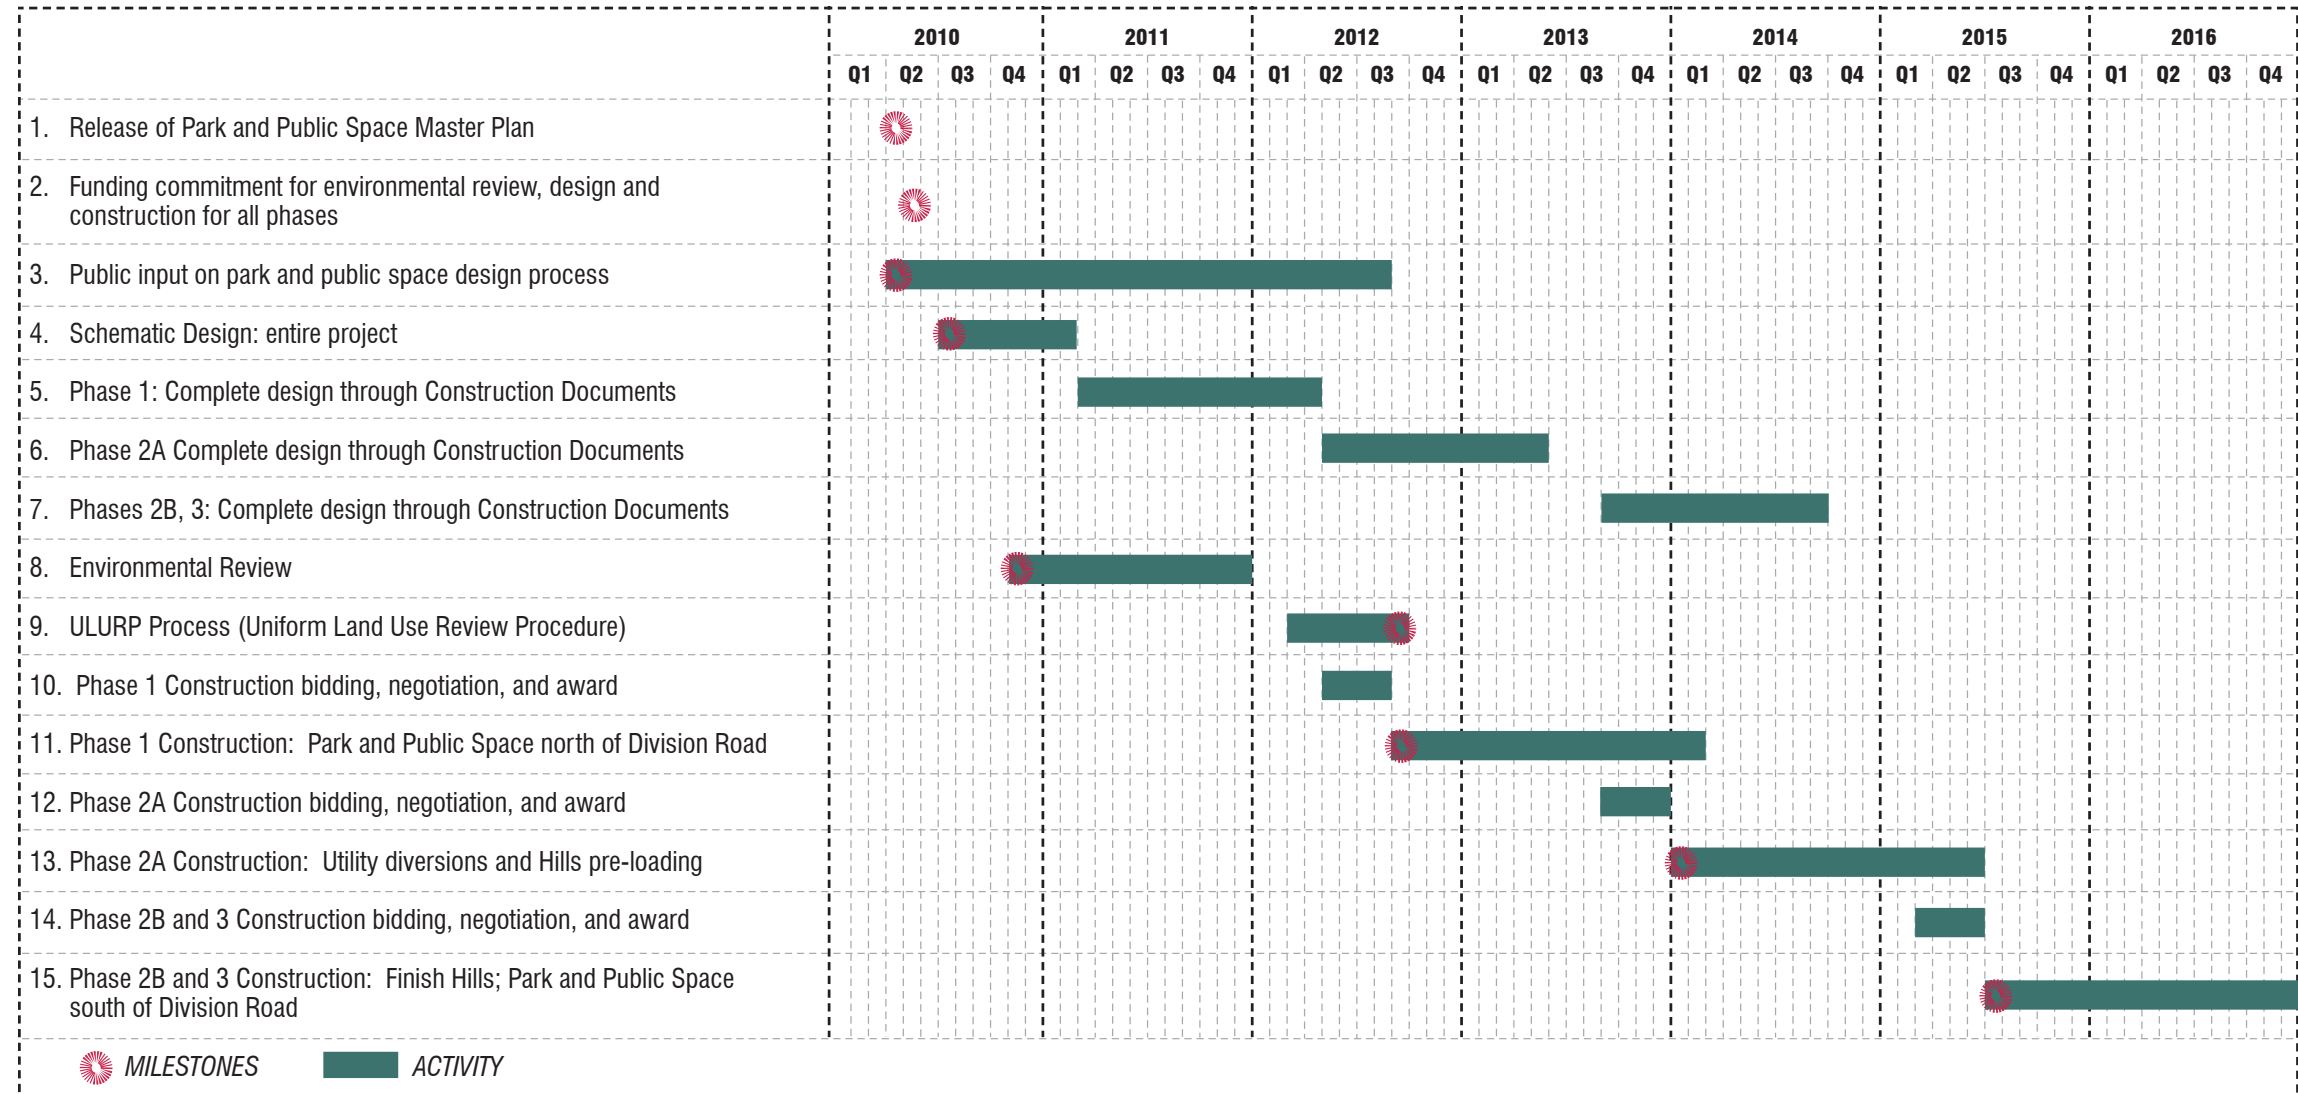 2010 2011 2012 2013 2014 2015 2016
Q1 Q2 Q3 Q4 Q1 Q2 Q3 Q4 Q1 Q2 Q3 Q4 Q1 Q2 Q3 Q4 Q1 Q2 Q3 Q4 Q1 Q2 Q3 Q4 Q1 Q2 Q3 Q4
1. Release of Park and Public Space Master Plan
2. Funding commitment for environmental review, design and
construction for all phases
3. Public input on park and public space design process
4. Schematic Design: entire project
5. Phase 1: Complete design through Construction Documents
6. Phase 2A Complete design through Construction Documents
7. Phases 2B, 3: Complete design through Construction Documents
8. Environmental Review
9. ULURP Process (Uniform Land Use Review Procedure)
10. Phase 1 Construction bidding, negotiation, and award
11. Phase 1 Construction: Park and Public Space north of Division Road
12. Phase 2A Construction bidding, negotiation, and award
13. Phase 2A Construction: Utility diversions and Hills pre-loading
14. Phase 2B and 3 Construction bidding, negotiation, and award
15. Phase 2B and 3 Construction: Finish Hills; Park and Public Space
south of Division Road
MILESTONES ACTIVITY